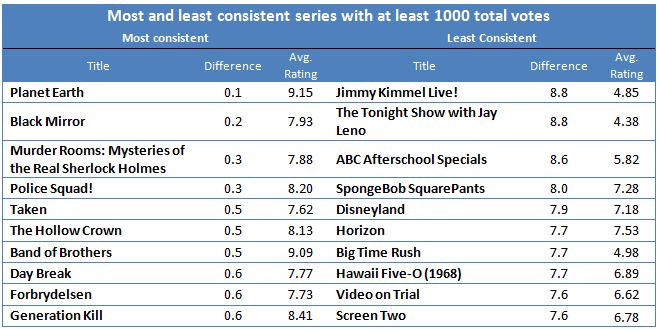 Most and least consistent series with at least 1000 total votes
Most consistent Least Consistent
Title Difference Avg. Rating Title Difference Avg. Rating
Planet Earth 0.1 9.15 Jimmy Kimmel Live! 8.8 4.85
Black Mirror 0.2 7.93 The Tonight Show with Jay
Leno 8.8 4.38
Murder Rooms: Mysteries of
the Real Sherlock Holmes 0.3 7.88 ABC Afterschool Specials 8.6 5.82
Police Squad! 0.3 8.20 SpongeBob SquarePants 8.0 7.28
Taken 0.5 7.62 Disneyland 7.9 7.18
The Hollow Crown 0.5 8.13 Horizon 7.7 7.53
Band of Brothers 0.5 9.09 Big Time Rush 7.7 4.98
Day Break 0.6 7.77 Hawaii Five-O (1968) 7.7 6.89
Forbrydelsen 0.6 7.73 Video on Trial 7.6 6.62
Generation Kill 0.6 8.41 Screen Two 7.6 6.78